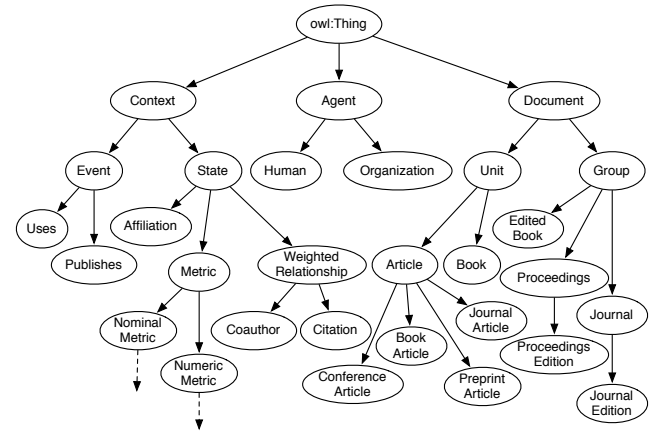 owl:Thing
Context
Agent
Document
Event
State
Human
Organization
Unit
Group
Uses
Publishes
Affiliation
Metric
Weighted
Relationship
Article
Book
Edited
Book
Proceedings
Journal
Nominal
Metric
Numeric
Metric
Coauthor
Citation
Conference
Article
Book
Article
Preprint
Article
Journal
Article
Proceedings
Edition
Journal
Edition